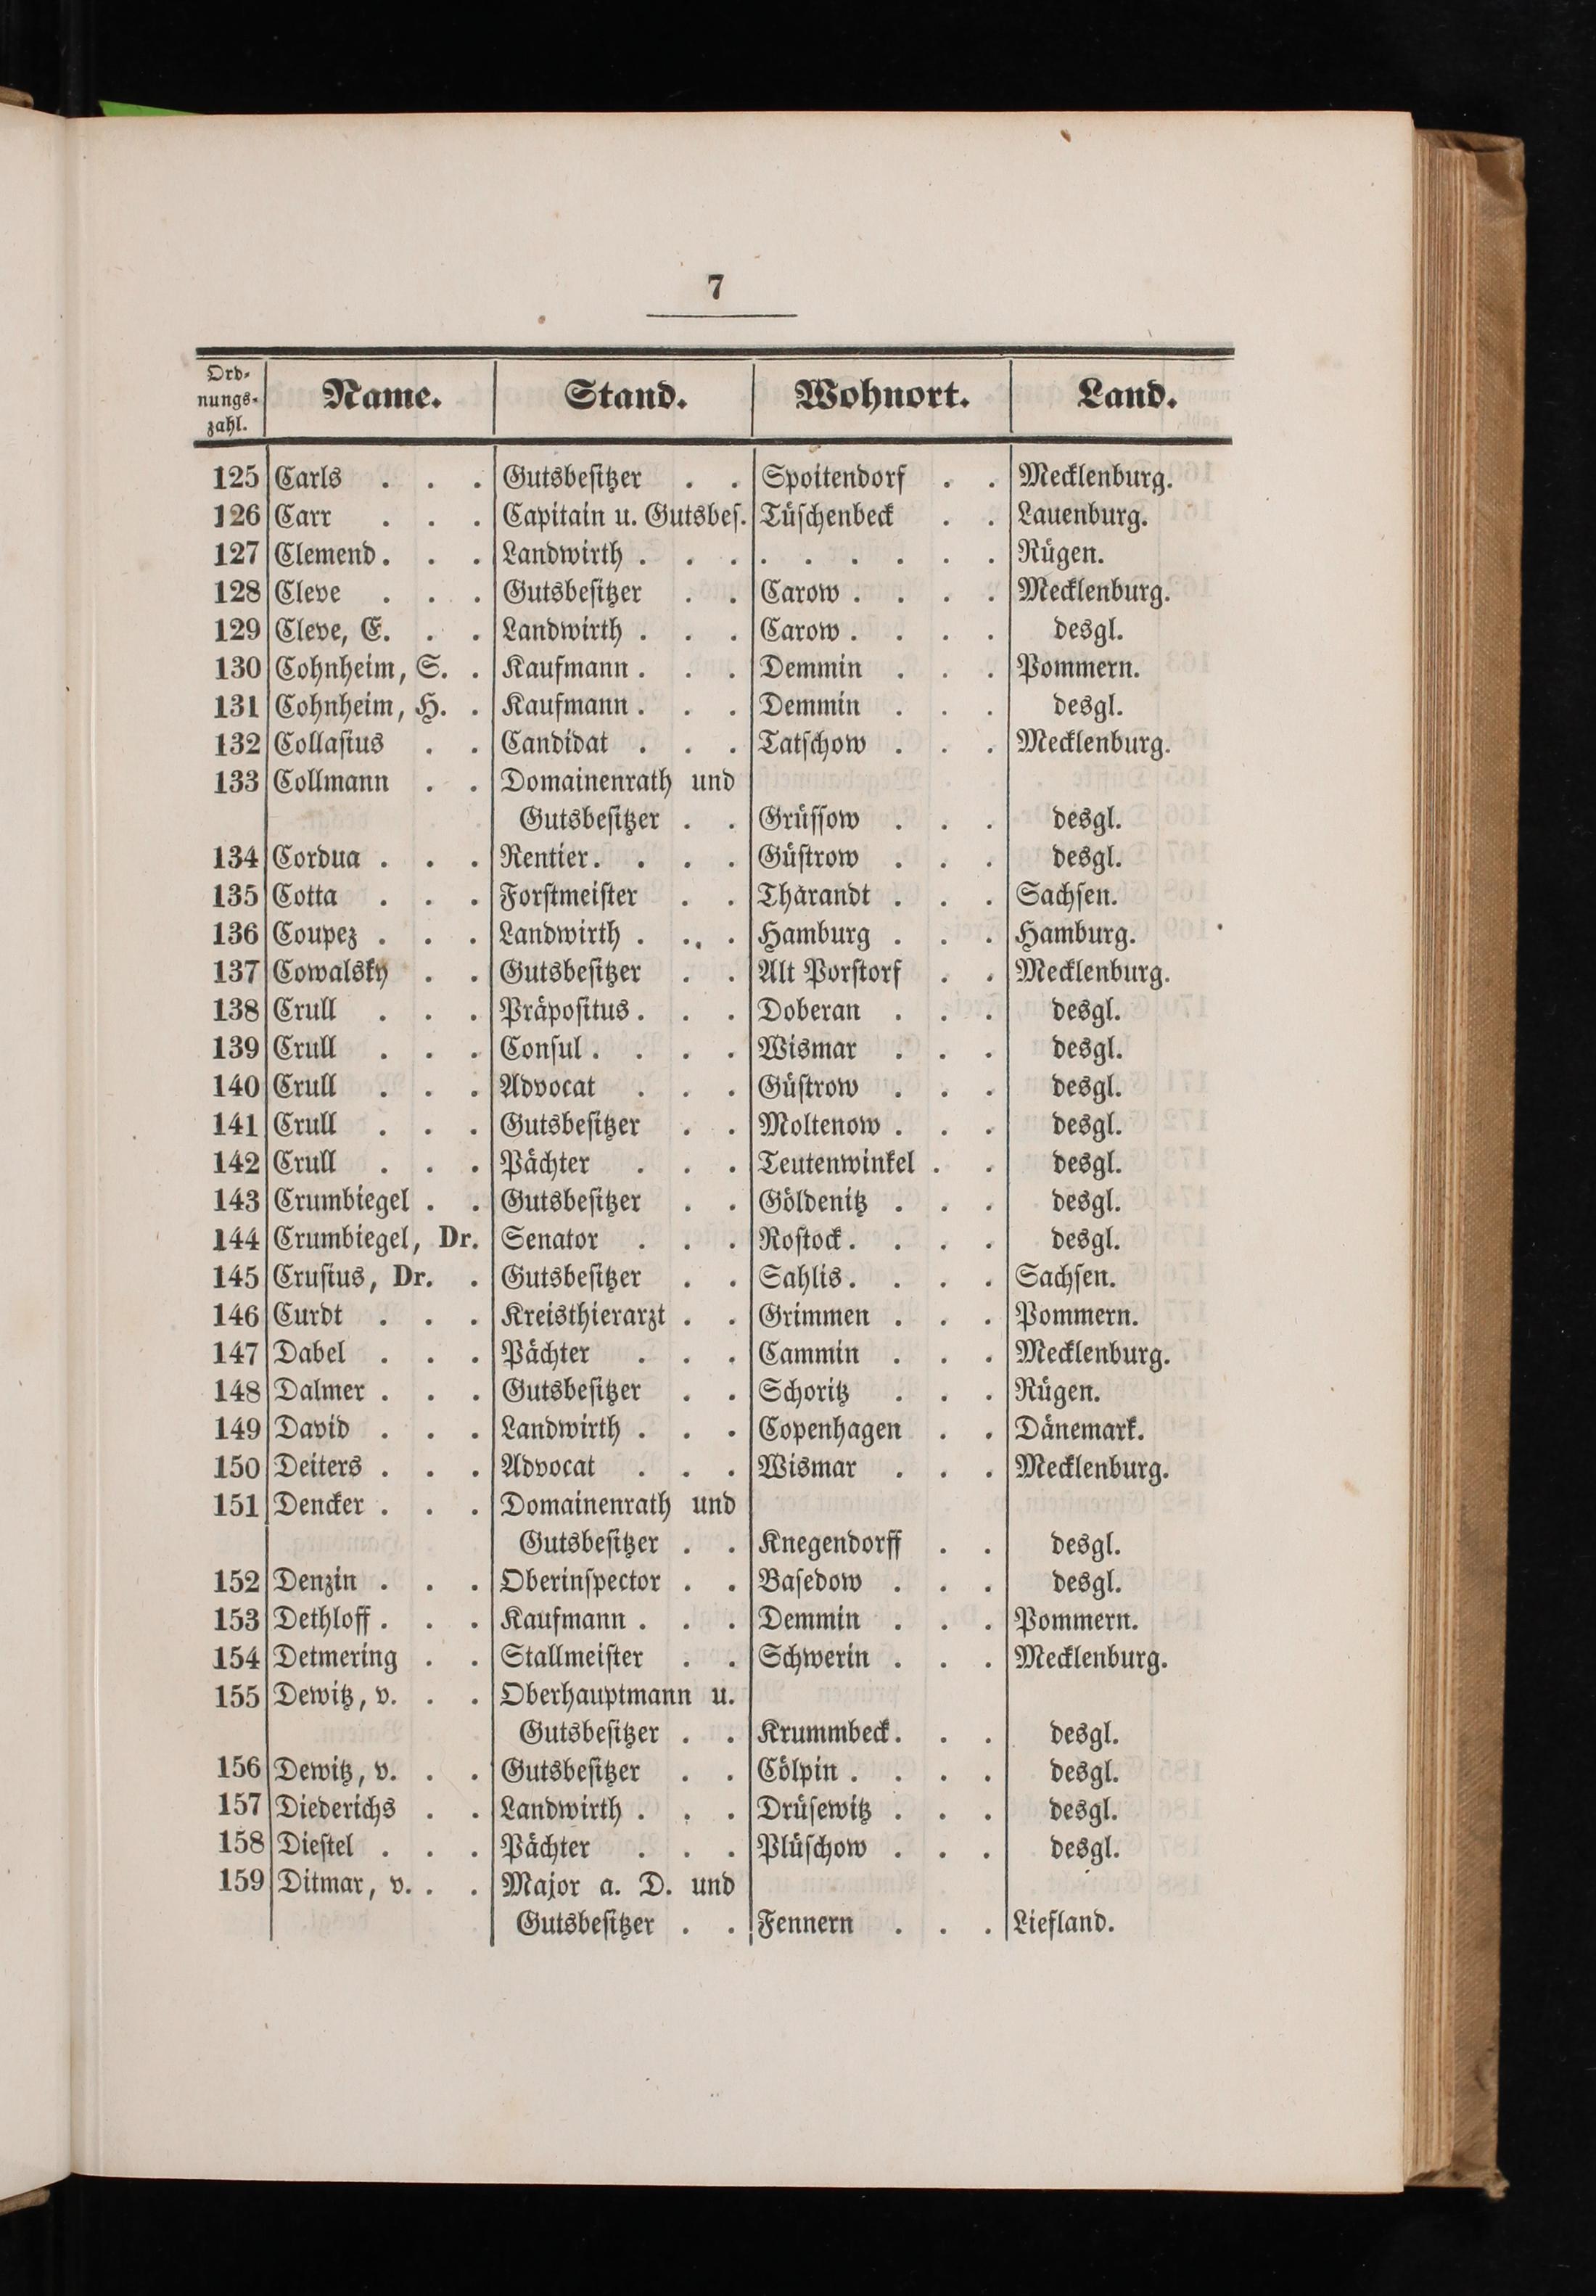 7
Ord-
nungs-
zahl.
Name.
Stand.
Wohnort.
Land.
125 Carls . . . Gutsbeſitzer . . Spoitendorf . . Mecklenburg.
126 Carr . . . Capitain u. Gutsbeſ. Tüſchenbeck . . Lauenburg.
127 Clemend. . . Landwirth . . . . . . . . . Rügen.
128 Cleve . . . Gutsbeſitzer . . Carow . . . . Mecklenburg.
129 Cleve, E. . . Landwirth . . . Carow . . . . desgl.
130 Cohnheim, S. . Kaufmann . . . Demmin . . . Pommern.
131 Cohnheim, H. . Kaufmann . . . Demmin . . . desgl.
132 Collaſius . . Candidat . . . Tatſchow . . . Mecklenburg.
133 Collmann . . Domainenrath und
Gutsbeſitzer . . Grüſſow . . . desgl.
134 Cordua . . . Rentier. . . . Güſtrow . . . desgl.
135 Cotta . . . Forſtmeiſter . . Tharandt . . . Sachſen.
136 Coupez . . . Landwirth . . . Hamburg . . . Hamburg.
137 Cowalsky . . Gutsbeſitzer . . Alt Porſtorf . . Mecklenburg.
138 Crull . . . Präpoſitus. . . Doberan . . . desgl.
139 Crull . . . Conſul . . . . Wismar . . . desgl.
140 Crull . . . Advocat . . . Güſtrow . . . desgl.
141 Crull . . . Gutsbeſitzer . . Moltenow . . . desgl.
142 Crull . . . Pächter . . . Teutenwinkel . . desgl.
143 Crumbiegel . . Gutsbeſitzer . . Göldenitz . . . desgl.
144 Crumbiegel, Dr. Senator . . . Roſtock. . . . desgl.
145 Cruſius, Dr. . Gutsbeſitzer . . Sahlis. . . . Sachſen.
146 Curdt . . . Kreisthierarzt . . Grimmen . . . Pommern.
147 Dabel . . . Pächter . . . Cammin . . . Mecklenburg.
148 Dalmer . . . Gutsbeſitzer . . Schoritz . . . Rügen.
149 David . . . Landwirth . . . Copenhagen . . Dänemark.
150 Deiters . . . Advocat . . . Wismar . . . Mecklenburg.
151 Dencker . . . Domainenrath und
Gutsbeſitzer . . Knegendorff . . desgl.
152 Denzin . . . Oberinſpector . . Baſedow . . . desgl.
153 Dethloff . . . Kaufmann . . . Demmin . . . Pommern.
154 Detmering . . Stallmeiſter . . Schwerin . . . Mecklenburg.
155 Dewitz, v. . . Oberhauptmann u.
Gutsbeſitzer . . Krummbeck. . . desgl.
156 Dewitz, v. . . Gutsbeſitzer . . Cölpin . . . . desgl.
157 Diederichs . . Landwirth . . . Drüſewitz . . . desgl.
158 Dieſtel . . . Pächter . . . Plüſchow . . . desgl.
159 Ditmar, v. . . Major a. D. und
Gutsbeſitzer . . Fennern . . . Liefland.